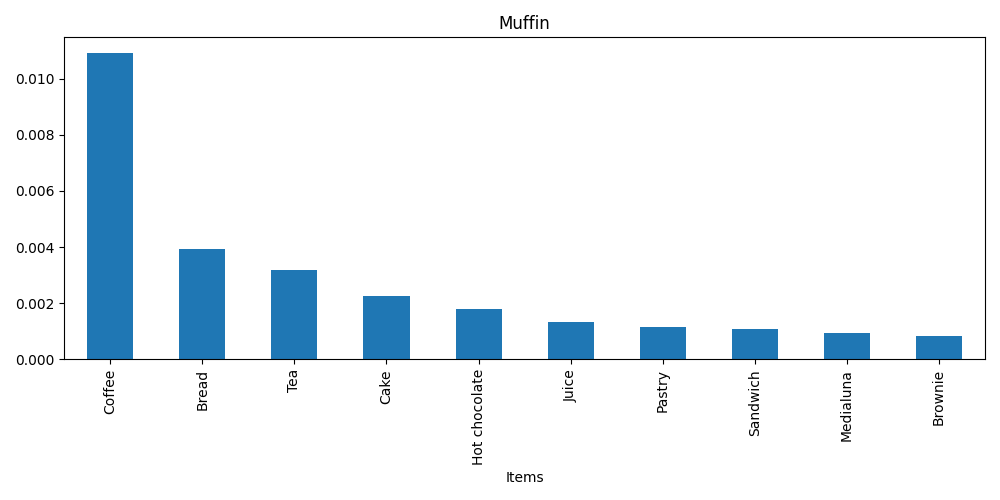 Muffin
0.010
0.008
0.006
0.004
0.002
0.000
Coffee
Bread
Tea
Cake
Hot chocolate
Juice
Pastry
Sandwich
Medialuna
Brownie
Items